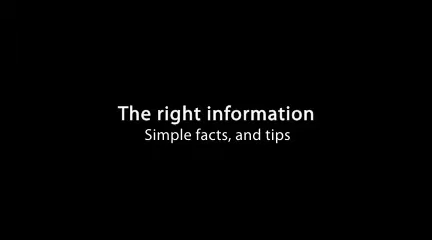 The right information
Simple facts, and tips